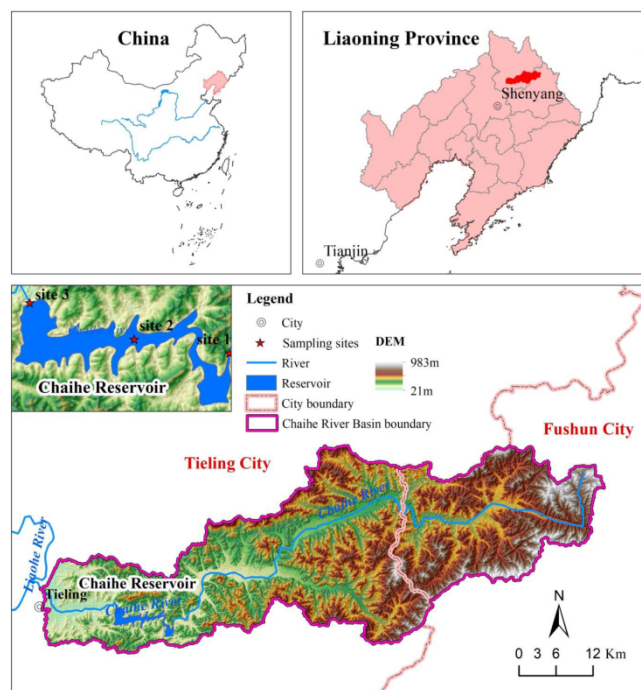 China
Liaoning Province
Shenyang
Tianjin
site 3
site 2
site 1
Chaihe Reservoir
Legend
City
Sampling sites
River
Reservoir
City boundary
Chaihe River Basin boundary
DEM
983m
21m
Fushun City
Tieling City
Chaihe River
Liaohe River
Chaihe Reservoir
Tieling
Chaihe River
N
0 3 6 12 Km